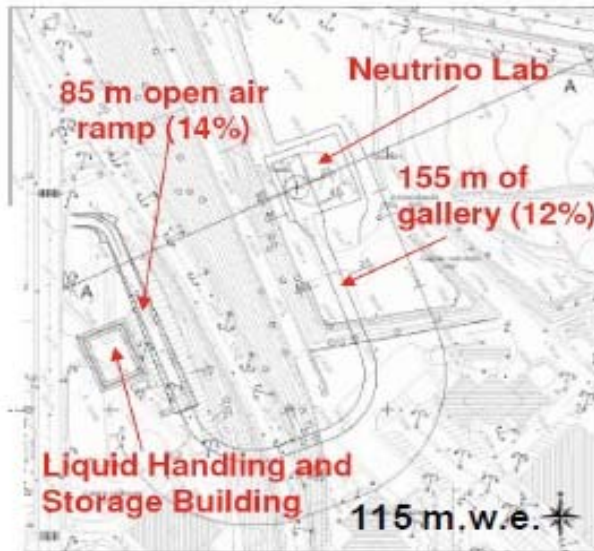 Neutrino Lab
85 m open air
ramp (14%)
A
155 m of
gallery (12%)
A
Liquid Handling and
Storage Building
115 m.w.e.